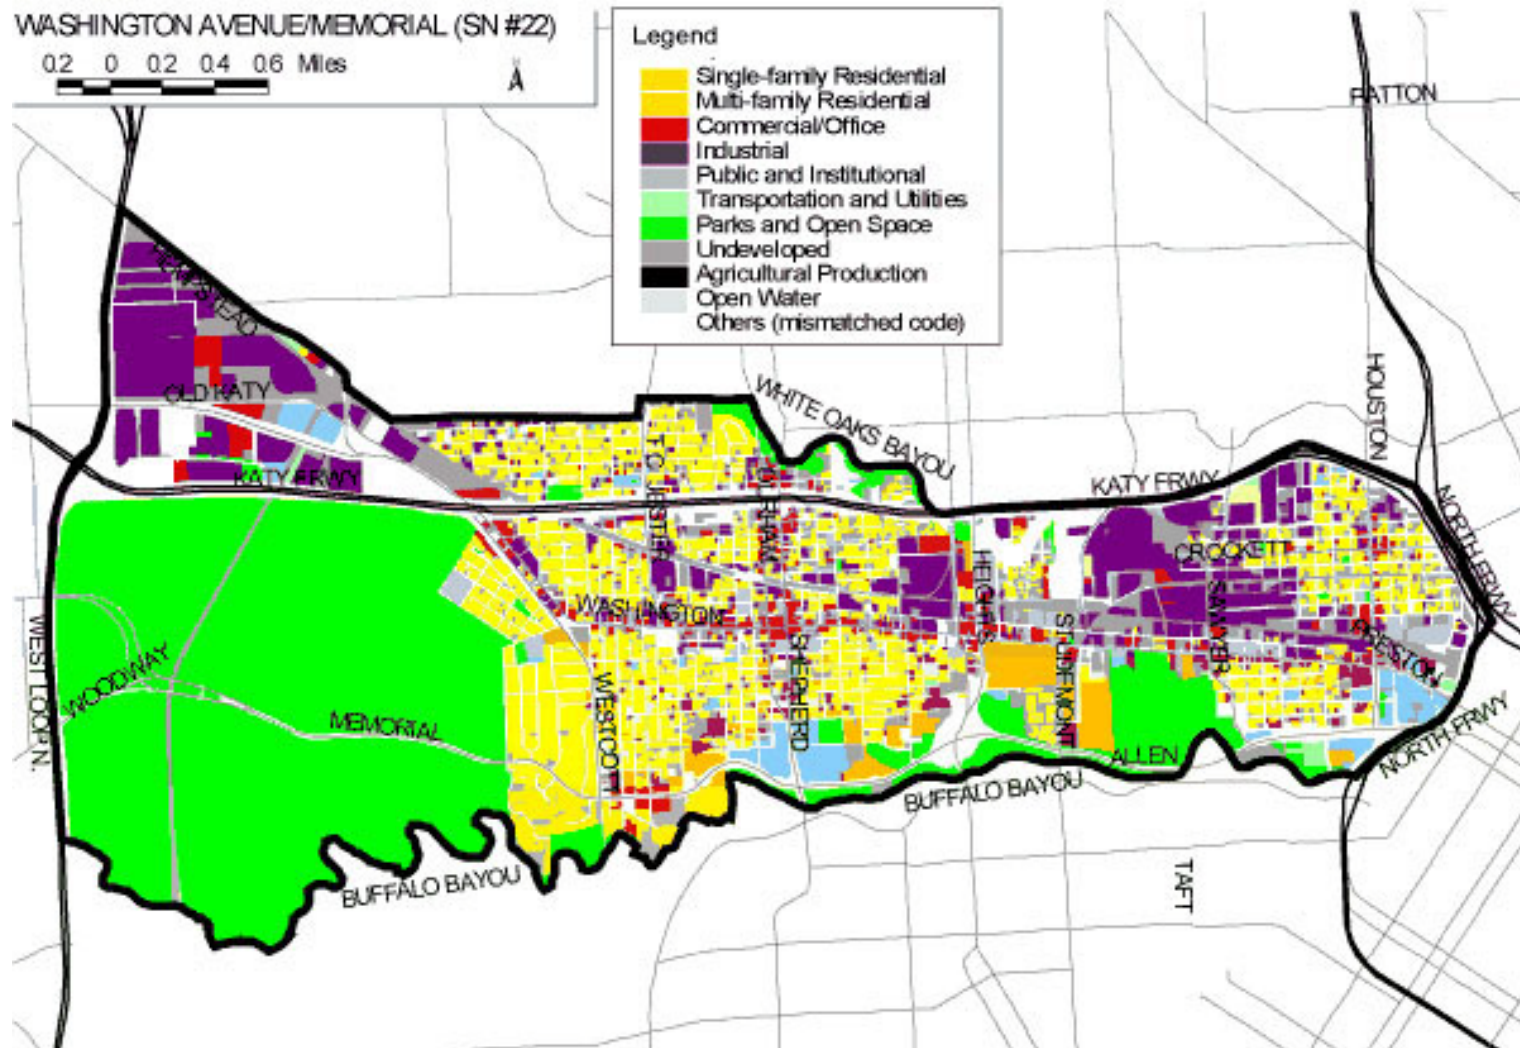 WASHINGTON AVENUE/MEMORIAL (SN #22)
0.2 0 0.2 0.4 0.6 Miles
N
Legend
Single-family Residential
Multi-family Residential
Commercial/Office
Industrial
Public and Institutional
Transportation and Utilities
Parks and Open Space
Undeveloped
Agricultural Production
Open Water
Others (mismatched code)
PATTON
HEMPSTEAD
OLD KATY
KATY FRWY
WHITE OAKS BAYOU
HOUSTON
KATY FRWY
NORTH FRWY
T.C. JESTER
DURHAM
HEIGHTS
CROCKETT
WASHINGTON
SAWYER
PRESTON
WEST LOOP N.
WOODWAY
MEMORIAL
WESTCOTT
SHEPHERD
STUDEMONT
ALLEN
NORTH FRWY
BUFFALO BAYOU
BUFFALO BAYOU
TAFT